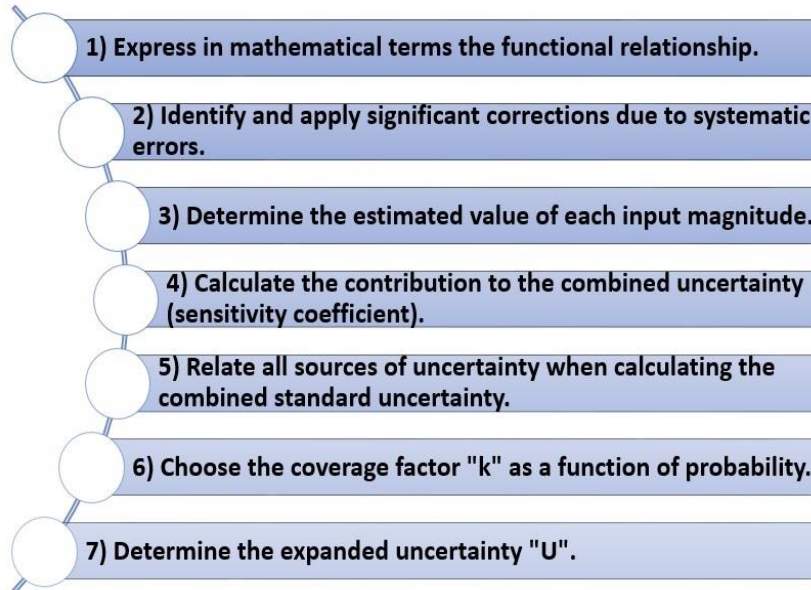 1) Express in mathematical terms the functional relationship.
2) Identify and apply significant corrections due to systematic
errors.
3) Determine the estimated value of each input magnitude.
4) Calculate the contribution to the combined uncertainty
(sensitivity coefficient).
5) Relate all sources of uncertainty when calculating the
combined standard uncertainty.
6) Choose the coverage factor "k" as a function of probability.
7) Determine the expanded uncertainty "U".